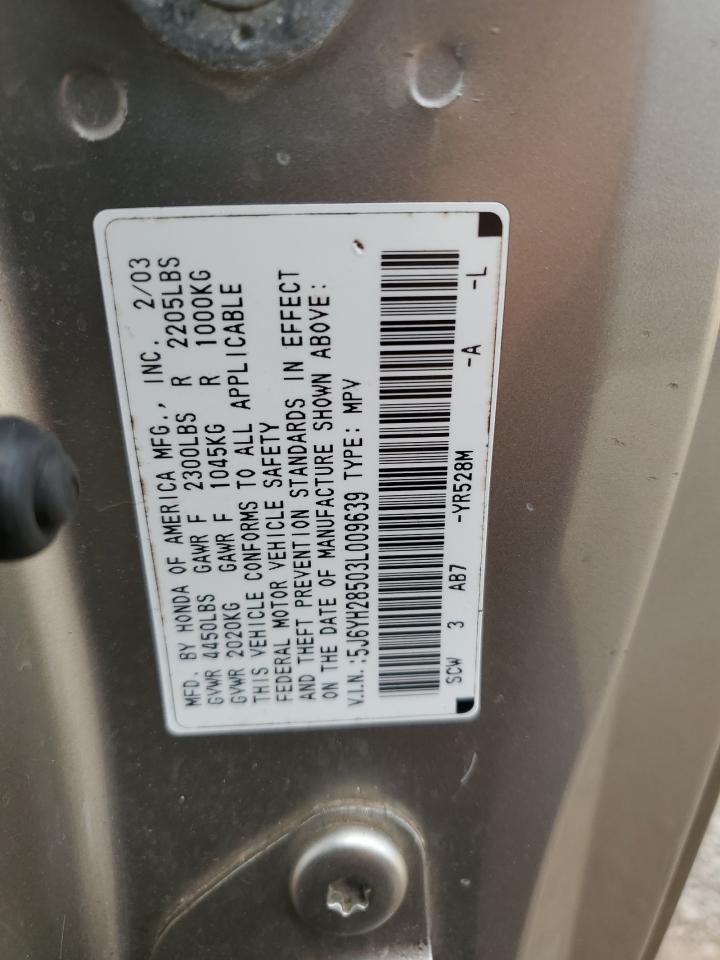 MFD. BY HONDA OF AMERICA MFG., INC. 2/03
GVWR 4450LBS GAWR F 2300LBS R 2205LBS
GVWR 2020KG GAWR F 1045KG R 1000KG
THIS VEHICLE CONFORMS TO ALL APPLICABLE
FEDERAL MOTOR VEHICLE SAFETY
AND THEFT PREVENTION STANDARDS IN EFFECT
ON THE DATE OF MANUFACTURE SHOWN ABOVE:
V.I.N.:5J6YH28503L009639 TYPE: MPV
SCW 3 AB7 -YR528M -A -L